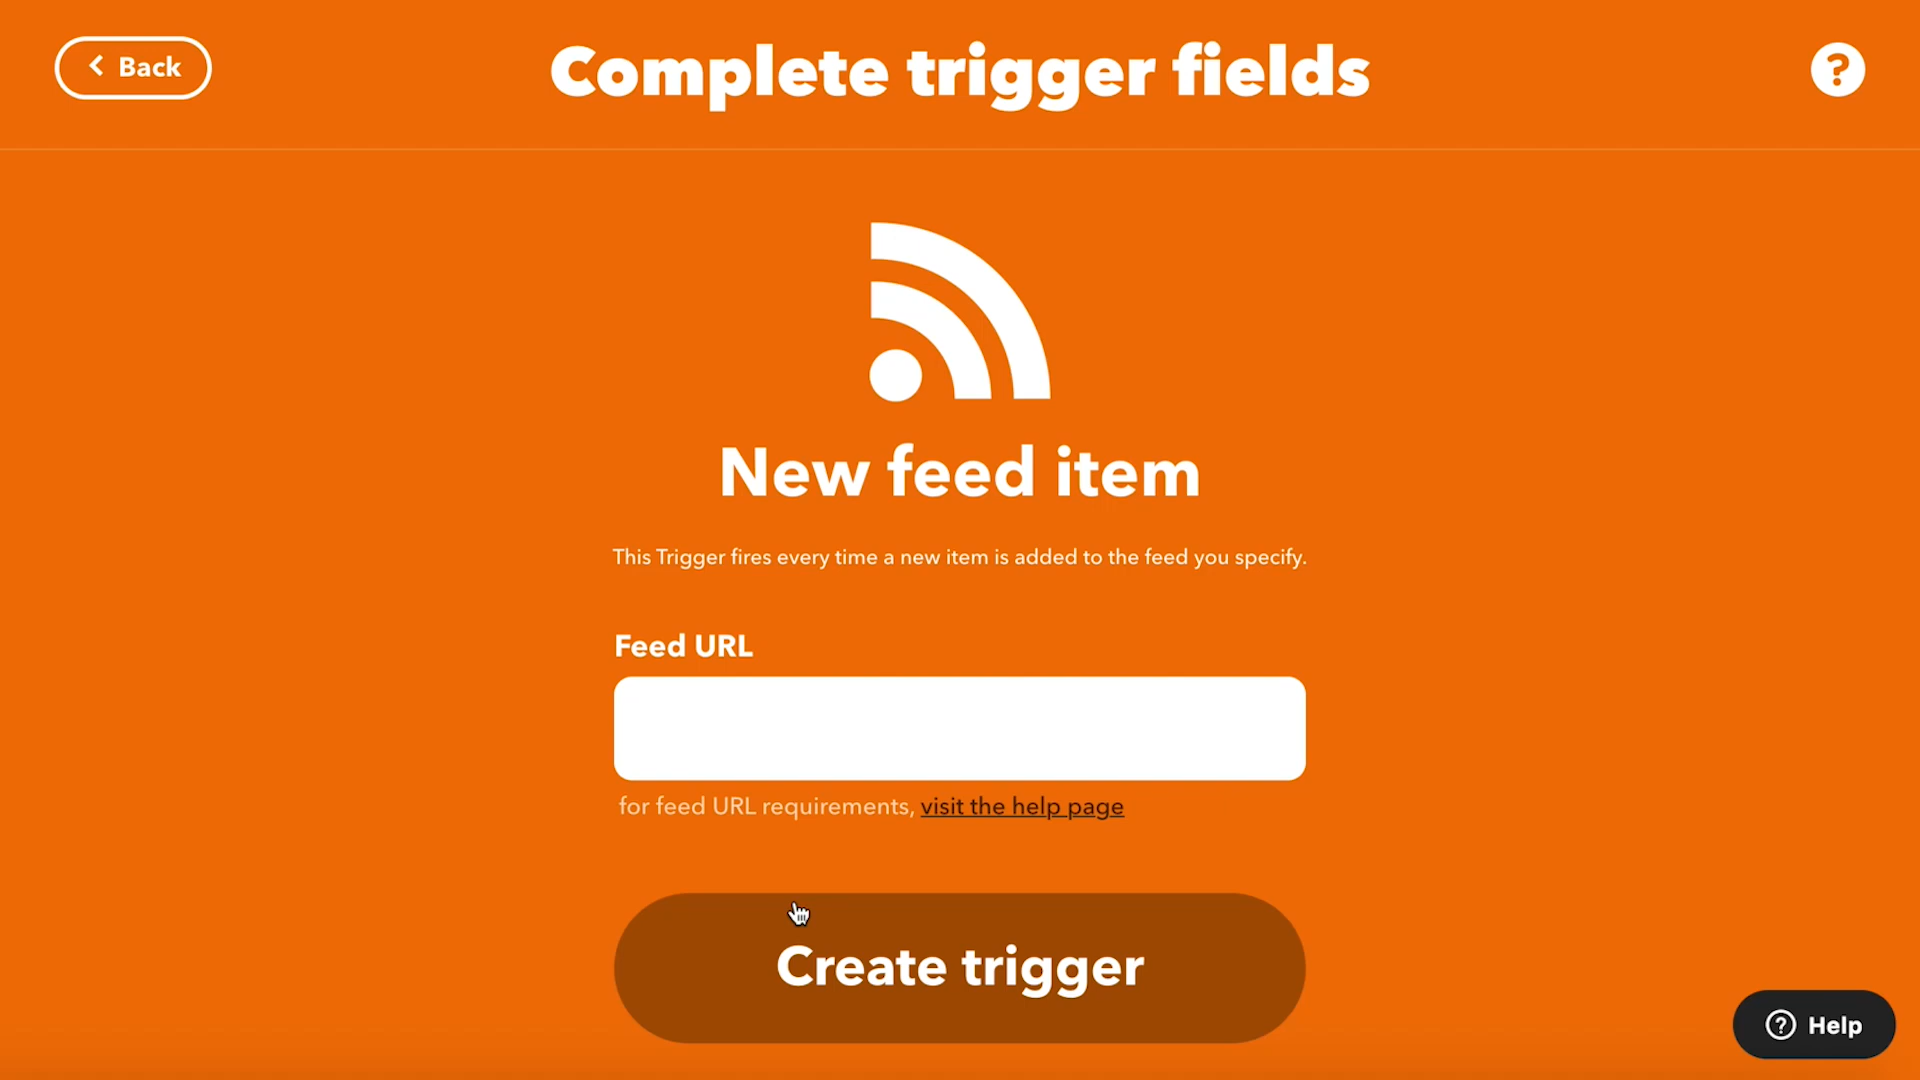 Back
Complete trigger fields
?
New feed item
This Trigger fires every time a new item is added to the feed you specify.
Feed URL
for feed URL requirements, visit the help page
Create trigger
? Help